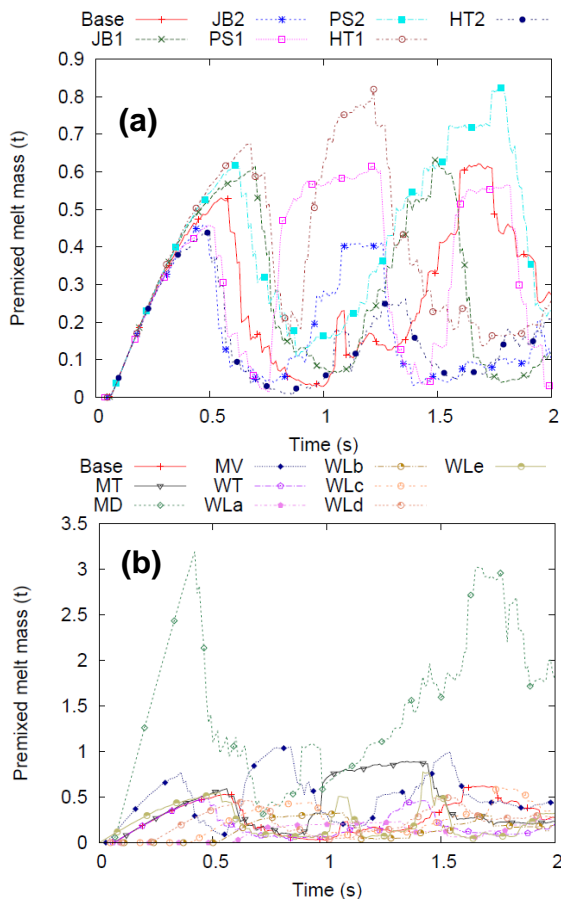 Base JB2 PS2 HT2
JB1 PS1 HT1
(a)
Premixed melt mass (t)
0.9
0.8
0.7
0.6
0.5
0.4
0.3
0.2
0.1
0
0 0.5 1 1.5 2
Time (s)
Base MV WLb WLe
MT WT WLc
MD WLa WLd
(b)
Premixed melt mass (t)
3.5
3
2.5
2
1.5
1
0.5
0
0 0.5 1 1.5 2
Time (s)